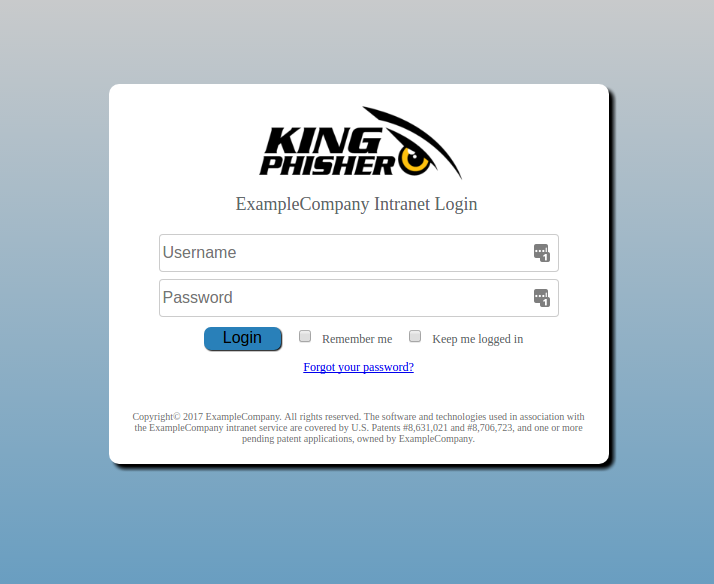 KING
PHISHER
ExampleCompany Intranet Login
Username
1
Password
1
Login
Remember me
Keep me logged in
Forgot your password?
Copyright© 2017 ExampleCompany. All rights reserved. The software and technologies used in association with
the ExampleCompany intranet service are covered by U.S. Patents #8,631,021 and #8,706,723, and one or more
pending patent applications, owned by ExampleCompany.